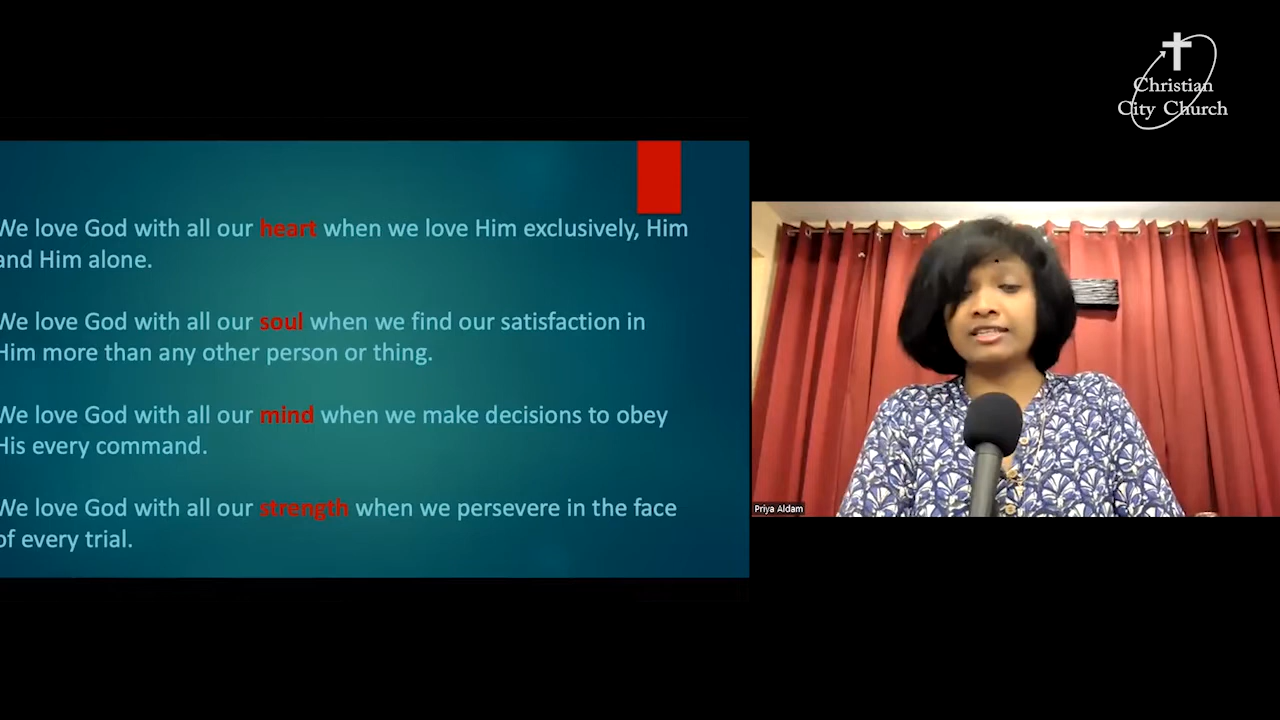 Christian
City Church
We love God with all our heart when we love Him exclusively, Him
and Him alone.
We love God with all our soul when we find our satisfaction in
Him more than any other person or thing.
We love God with all our mind when we make decisions to obey
His every command.
We love God with all our strength when we persevere in the face
of every trial.
Priya Aldam